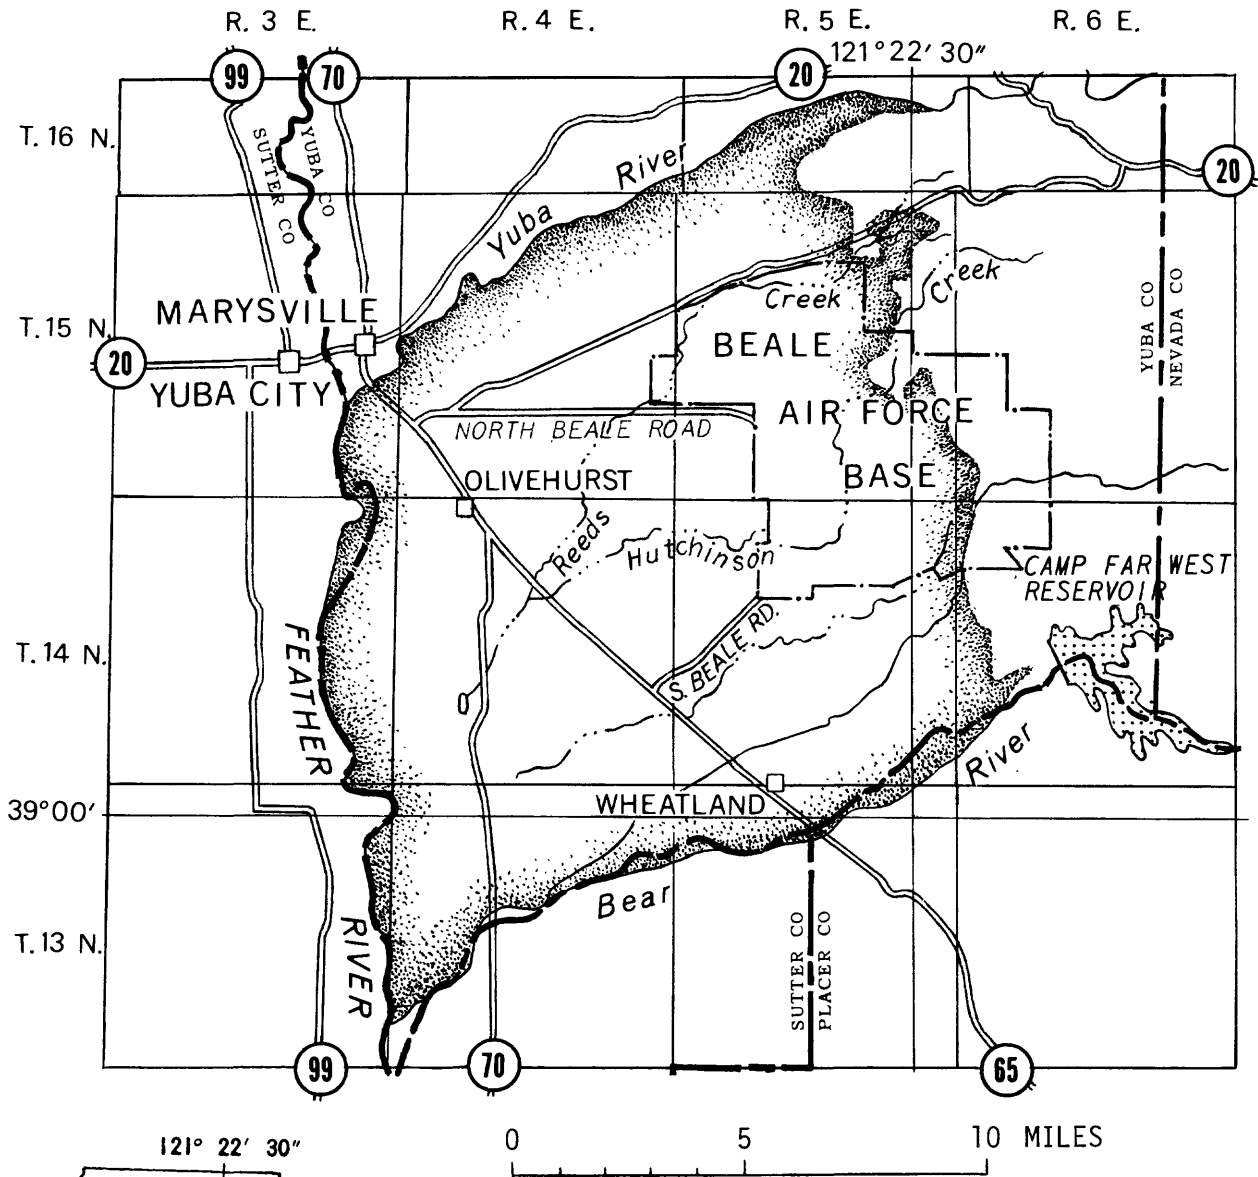 R. 3 E. R. 4 E. R. 5 E. R. 6 E.
121° 22' 30"
99 70 20
T. 16 N.
SUTTER CO
YUBA CO
River
20
Yuba
Creek
Creek
MARYSVILLE
T. 15 N.
BEALE
YUBA CO
NEVADA CO
20
YUBA CITY
AIR FORCE
NORTH BEALE ROAD
OLIVEHURST
BASE
Reeds
Hutchinson
CAMP FAR WEST
RESERVOIR
S. BEALE RD.
T. 14 N.
FEATHER
River
39° 00'
WHEATLAND
Bear
T. 13 N.
RIVER
SUTTER CO
PLACER CO
99 70 65
121° 22' 30"
0 5 10 MILES